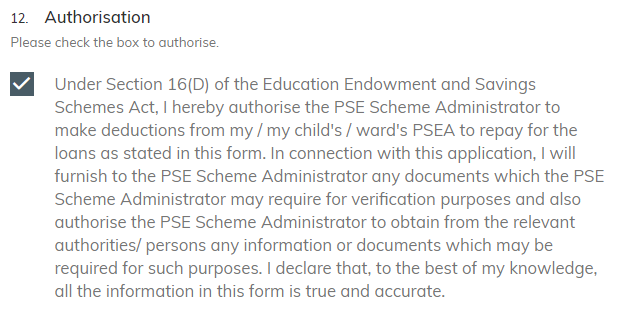 12. Authorisation
Please check the box to authorise.
Under Section 16(D) of the Education Endowment and Savings
Schemes Act, I hereby authorise the PSE Scheme Administrator to
make deductions from my / my child's / ward's PSEA to repay for the
loans as stated in this form. In connection with this application, I will
furnish to the PSE Scheme Administrator any documents which the PSE
Scheme Administrator may require for verification purposes and also
authorise the PSE Scheme Administrator to obtain from the relevant
authorities/ persons any information or documents which may be
required for such purposes. I declare that, to the best of my knowledge,
all the information in this form is true and accurate.